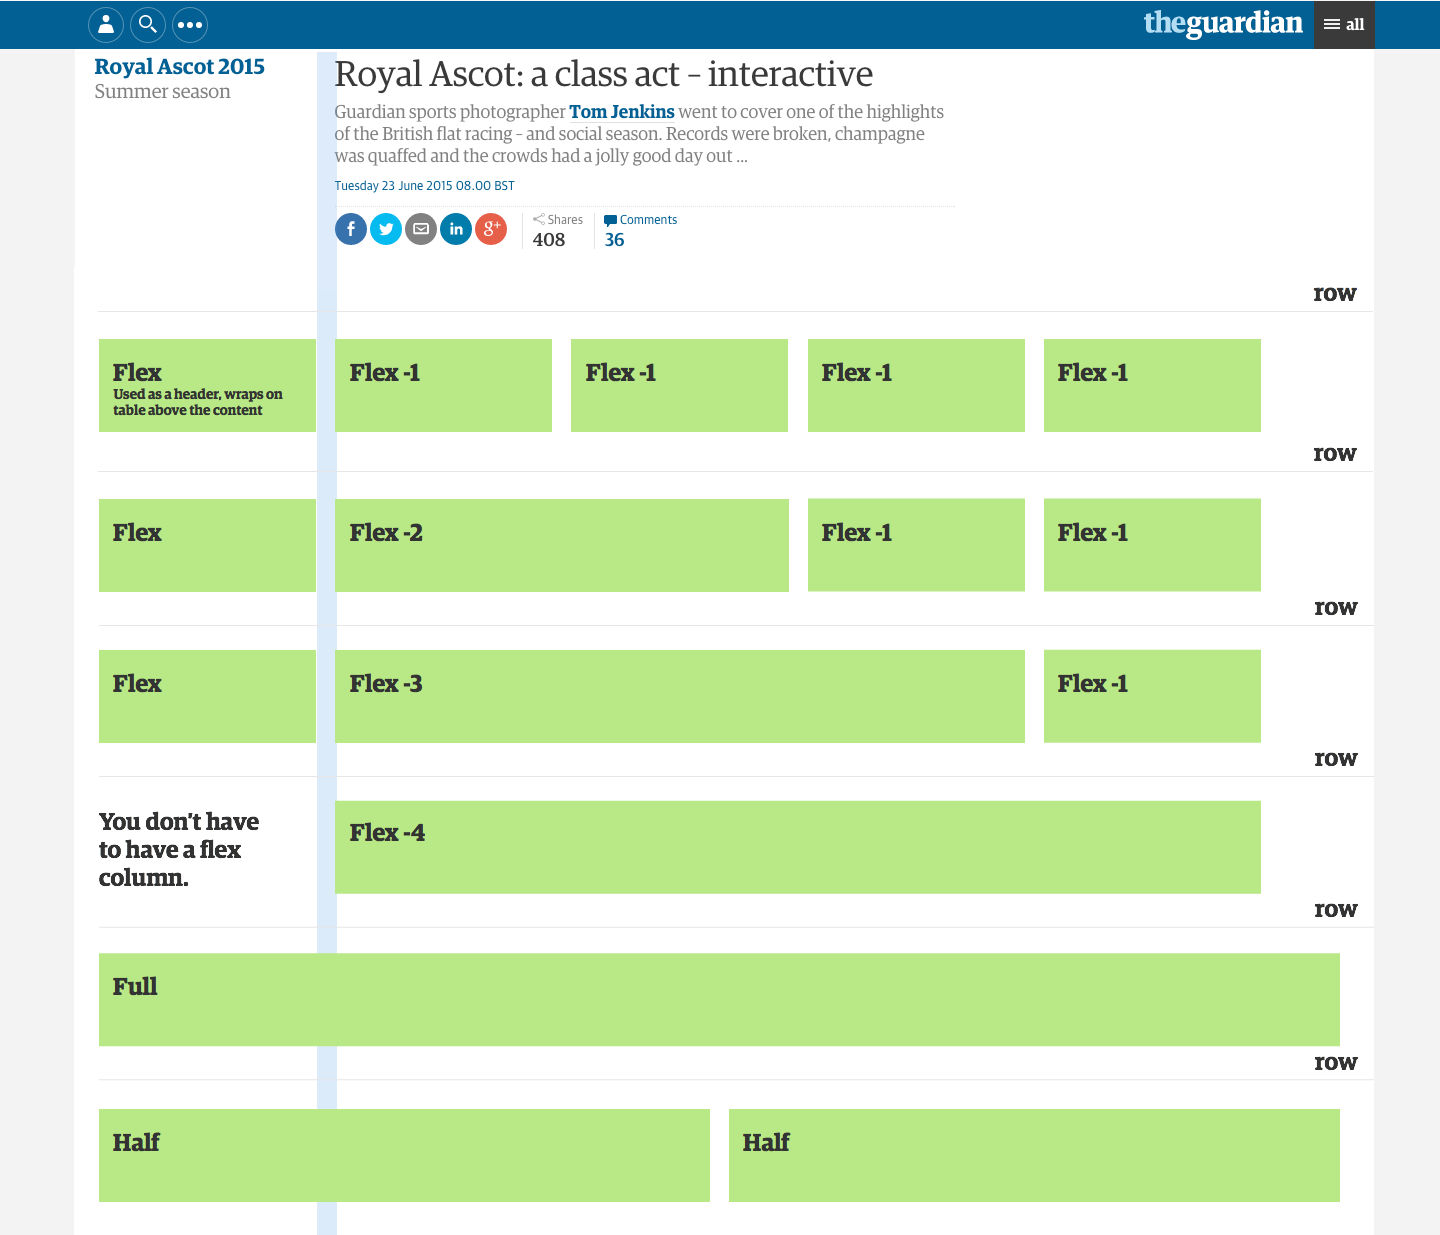 theguardian
all
Royal Ascot 2015
Summer season
Royal Ascot: a class act – interactive
Guardian sports photographer Tom Jenkins went to cover one of the highlights
of the British flat racing – and social season. Records were broken, champagne
was quaffed and the crowds had a jolly good day out ...
Tuesday 23 June 2015 08.00 BST
f in g+
Shares
408
Comments
36
row
Flex
Used as a header, wraps on
table above the content
Flex -1
Flex -1
Flex -1
Flex -1
row
Flex
Flex -2
Flex -1
Flex -1
row
Flex
Flex -3
Flex -1
row
You don't have
to have a flex
column.
Flex -4
row
Full
row
Half
Half